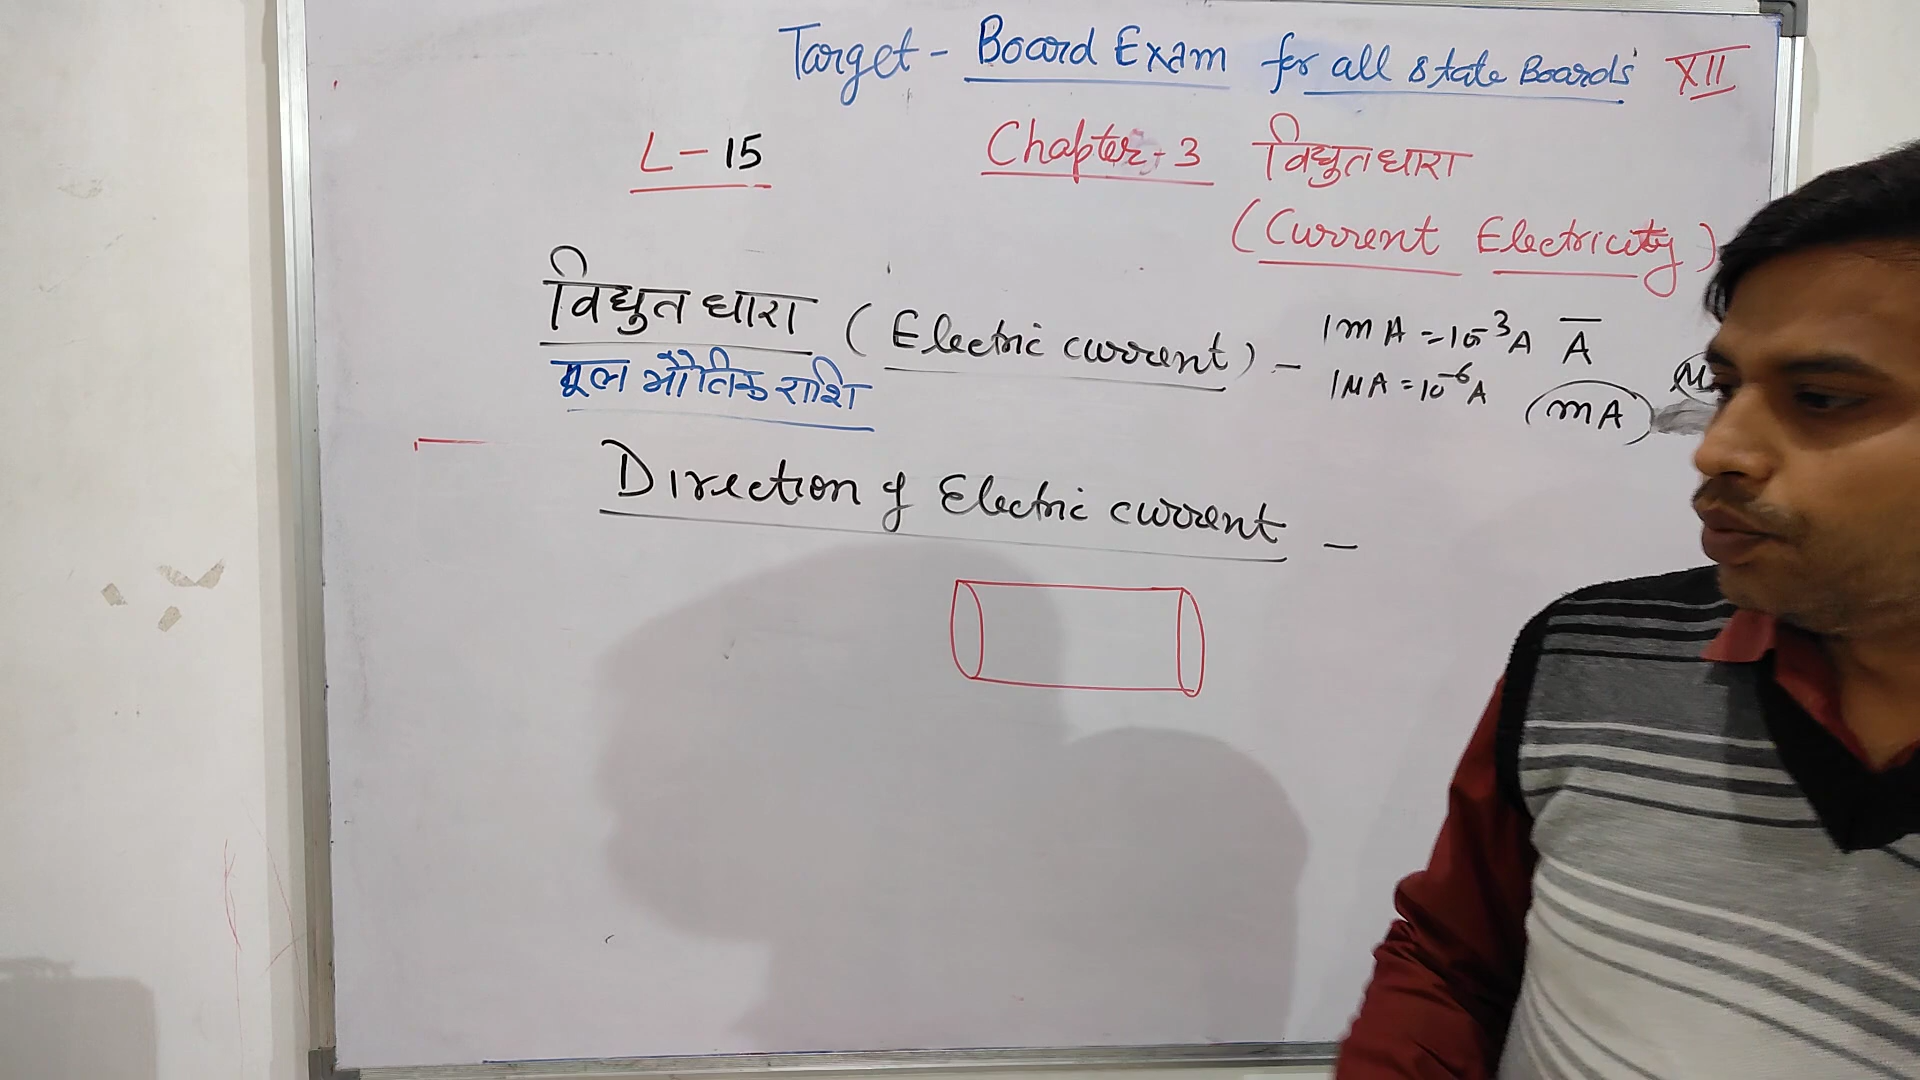 Target - Board Exam for all state Boards XII
L - 15 Chapter - 3 विद्युत धारा
(Current Electricity)
विद्युत धारा (Electric current) - 1mA = 10⁻³A A
मूल भौतिक राशि 1μA = 10⁻⁶A (mA)
Direction of Electric current -